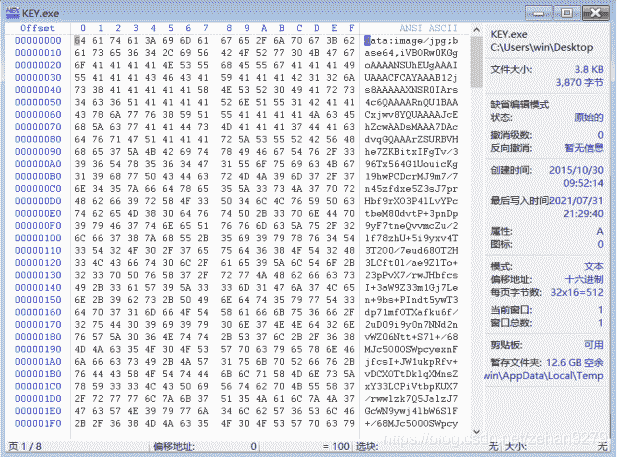 KEY.exe
Offset 0 1 2 3 4 5 6 7 8 9 A B C D E F ANSI ASCII
00000000 64 61 74 61 3A 69 6D 61 67 65 2F 6A 70 67 3B 62 data:image/jpg;b
00000010 61 73 65 36 34 2C 69 56 42 4F 52 77 30 4B 47 67 ase64,iVBORw0KGg
00000020 6F 41 41 41 41 4E 53 55 68 45 55 67 41 41 41 49 oAAAANSUhEUgAAAI
00000030 55 41 41 41 43 46 43 41 59 41 41 41 42 31 32 6A UAAACFCAYAAAB12j
00000040 73 38 41 41 41 41 41 58 4E 53 52 30 49 41 72 73 s8AAAAAXNSR0IArs
00000050 34 63 36 51 41 41 41 41 52 6E 51 55 31 42 41 41 4c6QAAAARnQU1BAA
00000060 43 78 6A 77 76 38 59 51 55 41 41 41 41 4A 63 45 Cxjwv8YQUAAAAJcE
00000070 68 5A 63 77 41 41 44 73 4D 41 41 41 37 44 41 63 hZcwAADsMAAA7DAc
00000080 64 76 71 47 51 41 41 41 41 72 53 55 52 42 56 48 dvqGQAAAArSURBVH
00000090 68 65 37 5A 4B 42 69 74 78 49 46 67 54 76 2F 33 he7ZKBitxIFgTv/3
000000A0 39 36 54 78 35 36 34 47 31 55 6F 75 69 63 4B 67 96Tx564G1UouicKg
000000B0 31 39 68 77 50 43 44 63 72 4D 4A 39 6D 37 2F 37 19hwPCDcrMJ9m7/7
000000C0 6E 34 35 7A 66 64 78 65 35 5A 33 73 4A 37 70 72 n45zfdxe5Z3sJ7pr
000000D0 48 62 66 39 72 58 4F 33 50 34 31 4C 76 59 50 63 Hbf9rXO3P41LvYPc
000000E0 74 62 65 4D 38 30 64 76 74 50 2B 33 70 6E 44 70 tbeM80dvtP+3pnDp
000000F0 39 79 46 37 74 6E 65 51 76 76 6D 63 5A 75 2F 32 9yF7tneQvvmcZu/2
00000100 6C 66 37 38 7A 68 55 2B 35 69 39 79 78 76 34 54 lf78zhU+5i9yxv4T
00000110 33 54 32 4F 30 2F 37 65 75 64 36 38 4F 54 32 48 3T2O0/7eud68OT2H
00000120 33 4C 43 66 74 30 6C 2F 61 65 39 5A 6C 54 6F 2B 3LCft0l/ae9ZlTo+
00000130 32 33 70 50 76 58 37 2F 72 77 4A 48 62 66 63 73 23pPvX7/rwJHbfcs
00000140 49 2B 33 61 57 39 5A 33 33 6D 31 47 6A 37 4C 65 I+3aW9Z33m1Gj7Le
00000150 6E 2B 39 62 73 2B 50 49 6E 64 74 35 79 77 54 33 n+9bs+PIndt5ywT3
00000160 64 70 37 31 6D 66 4F 54 58 61 66 6B 75 36 66 2F dp71mfOTXafku6f/
00000170 32 75 44 30 39 69 79 30 6E 37 4E 4E 64 32 6E 2uD09iy0n7NNd2n
00000180 76 57 5A 30 36 4E 74 74 2B 53 37 6C 2B 2F 36 38 vWZ06Ntt+S7l+/68
00000190 4D 4A 63 35 4F 30 4F 53 57 70 63 79 65 78 6E 46 MJc5O0OSWpcyexnF
000001A0 6A 66 63 73 49 2B 4A 57 31 75 6B 70 52 66 76 2B jfcsI+JW1ukpRfv+
000001B0 76 44 43 58 4F 54 74 44 6B 6C 71 58 4D 6E 73 5A vDCXOTtDklqXMnsZ
000001C0 78 59 33 33 4C 43 50 69 56 74 62 70 4B 55 58 37 xY33LCPiVtbpKUX7
000001D0 2F 72 77 77 6C 7A 6B 37 51 35 4A 61 6C 7A 4A 37 /rwwlzk7Q5JalzJ7
000001E0 47 63 57 4E 39 79 77 6A 34 6C 62 57 36 53 6C 46 GcWN9ywj4lbW6SlF
000001F0 2B 2F 36 38 4D 4A 63 35 4F 30 4F 53 57 70 63 79 +/68MJc5O0OSWpcy
KEY.exe
C:\Users\win\Desktop
文件大小: 3.8 KB
3,870 字节
缺省编辑模式
状态: 原始的
撤消级数: 0
反向撤消: 暂无信息
创建时间: 2015/10/30
09:52:14
最后写入时间: 2021/07/31
21:29:40
属性: A
图标: 0
模式: 文本
偏移地址: 十六进制
每页字节数: 32x16=512
当前窗口: 1
窗口总数: 1
剪贴板: 可用
暂存文件夹: 12.6 GB 空余
win\AppData\Local\Temp
页 1 / 8 偏移地址: 0 = 100 选块: 无 大小: 无